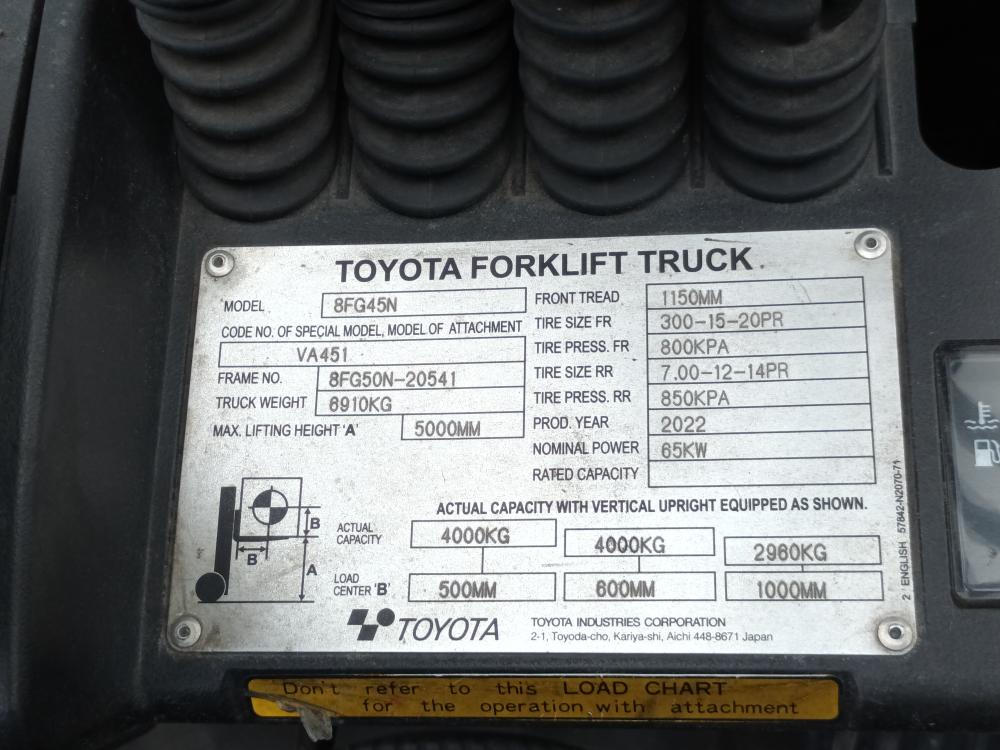 TOYOTA FORKLIFT TRUCK
MODEL 8FG45N
CODE NO. OF SPECIAL MODEL, MODEL OF ATTACHMENT
VA451
FRAME NO. 8FG50N-20541
TRUCK WEIGHT 6910KG
MAX. LIFTING HEIGHT 'A' 5000MM
FRONT TREAD 1150MM
TIRE SIZE FR 300-15-20PR
TIRE PRESS. FR 800KPA
TIRE SIZE RR 7.00-12-14PR
TIRE PRESS. RR 850KPA
PROD. YEAR 2022
NOMINAL POWER 65KW
RATED CAPACITY
ACTUAL CAPACITY WITH VERTICAL UPRIGHT EQUIPPED AS SHOWN.
B
B
A
ACTUAL CAPACITY 4000KG 4000KG 2960KG
LOAD CENTER 'B' 500MM 600MM 1000MM
TOYOTA
TOYOTA INDUSTRIES CORPORATION
2-1, Toyoda-cho, Kariya-shi, Aichi 448-8671 Japan
2 ENGLISH 57842-N2070-71
Don't refer to this LOAD CHART
for the operation with attachment